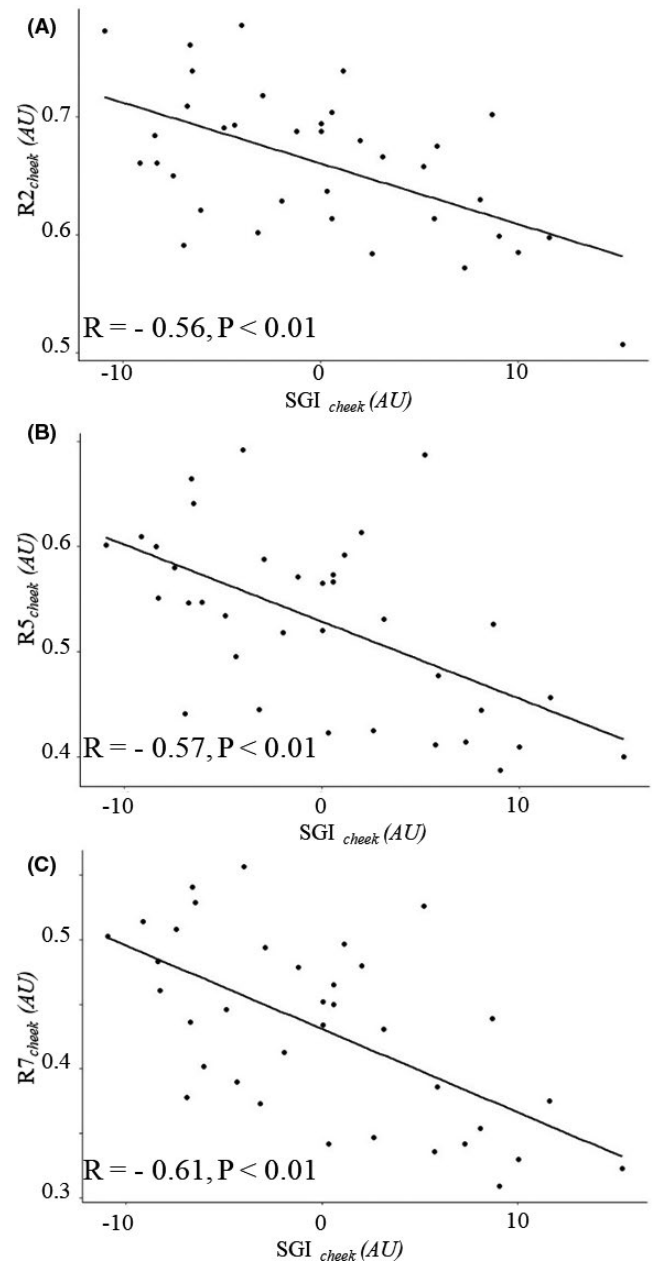 (A)
0.7
0.6
0.5
R2cheek (AU)
R = - 0.56, P < 0.01
-10 0 10
SGI cheek (AU)
(B)
0.6
0.5
0.4
R5cheek (AU)
R = - 0.57, P < 0.01
-10 0 10
SGI cheek (AU)
(C)
0.5
0.4
0.3
R7cheek (AU)
R = - 0.61, P < 0.01
-10 0 10
SGI cheek (AU)